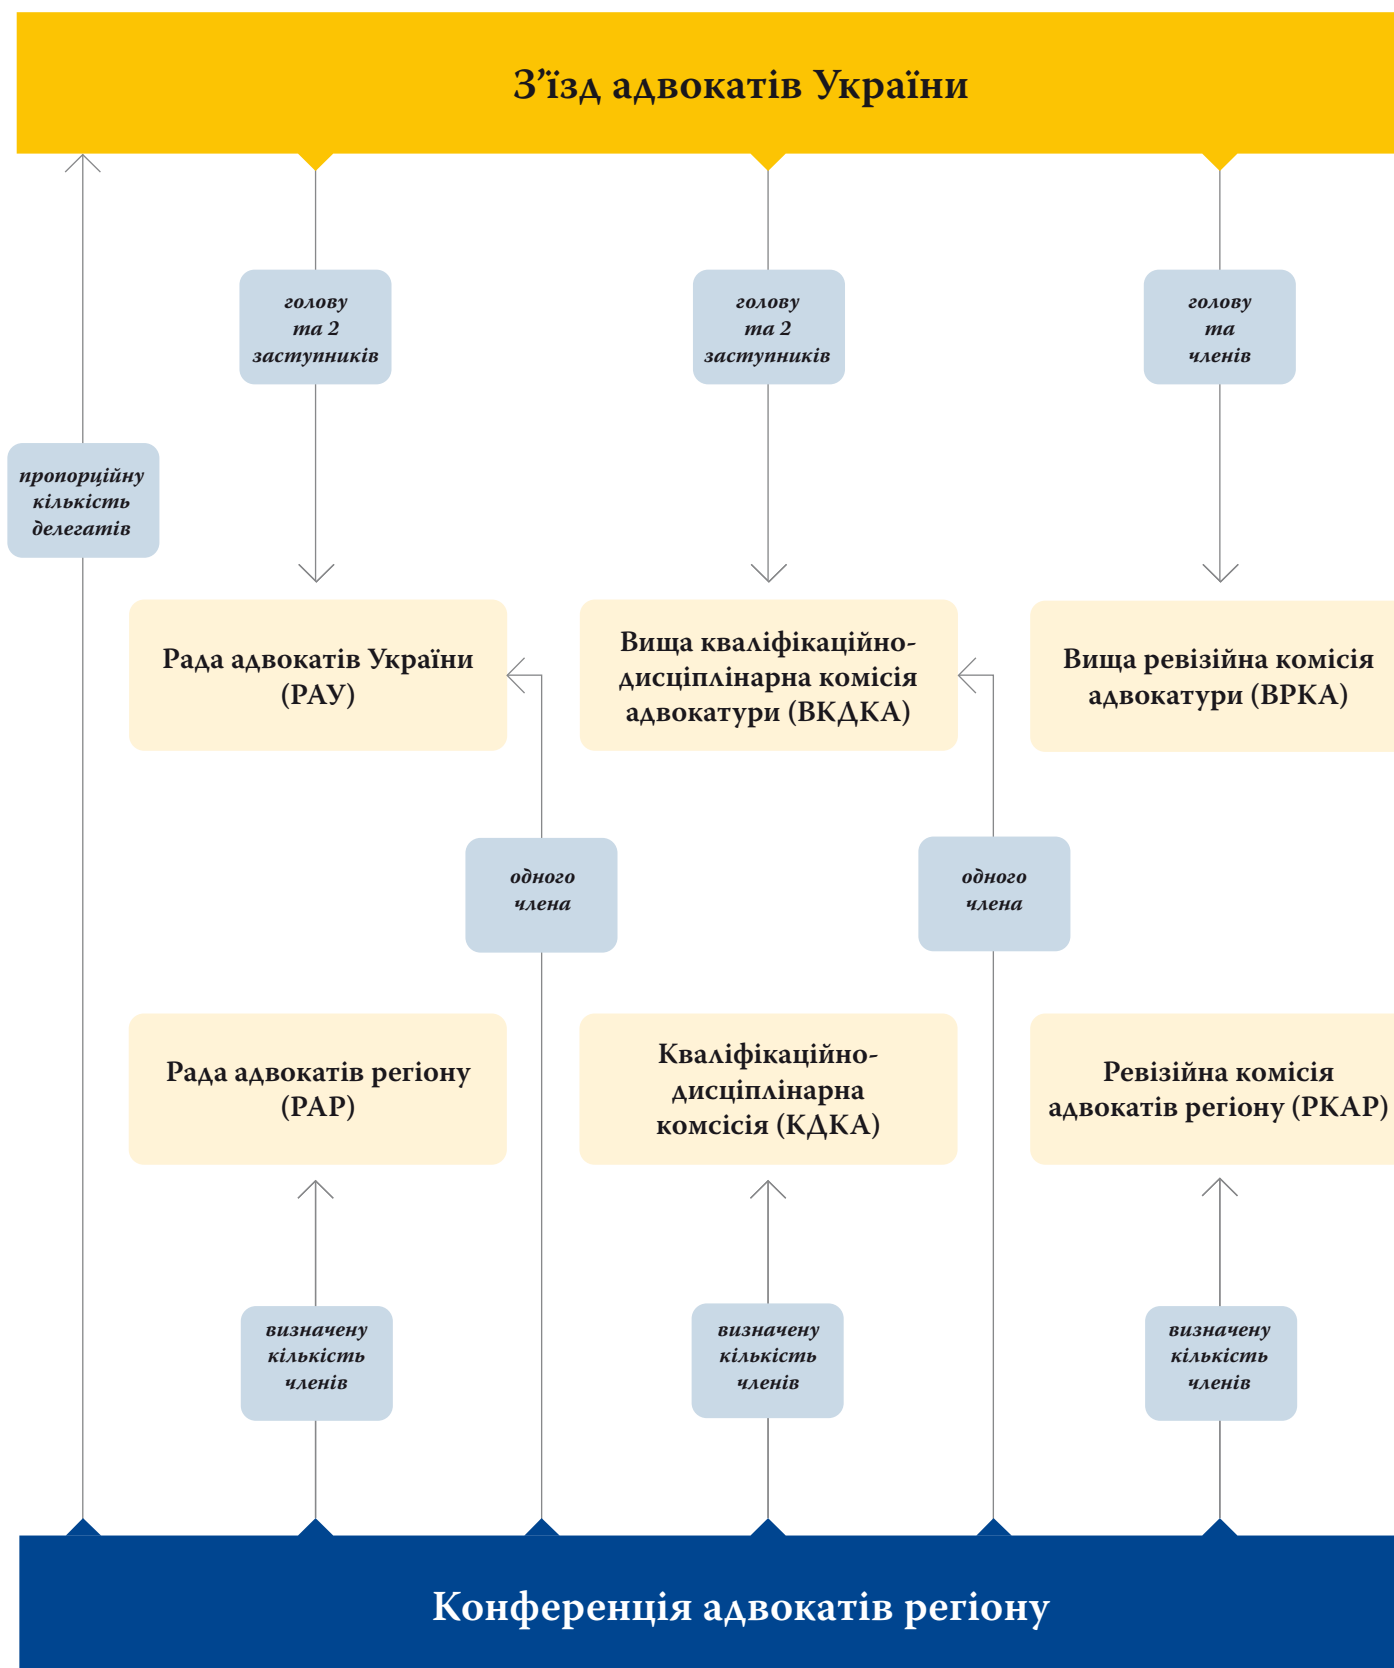 З’їзд адвокатів України
голову
та 2
заступників
голову
та 2
заступників
голову
та
членів
пропорційну
кількість
делегатів
Рада адвокатів України
(РАУ)
Вища кваліфікаційно-
дисціплінарна комісія
адвокатури (ВКДКА)
Вища ревізійна комісія
адвокатури (ВРКА)
одного
члена
одного
члена
Рада адвокатів регіону
(РАР)
Кваліфікаційно-
дисціплінарна
комсісія (КДКА)
Ревізійна комісія
адвокатів регіону (РКАР)
визначену
кількість
членів
визначену
кількість
членів
визначену
кількість
членів
Конференція адвокатів регіону